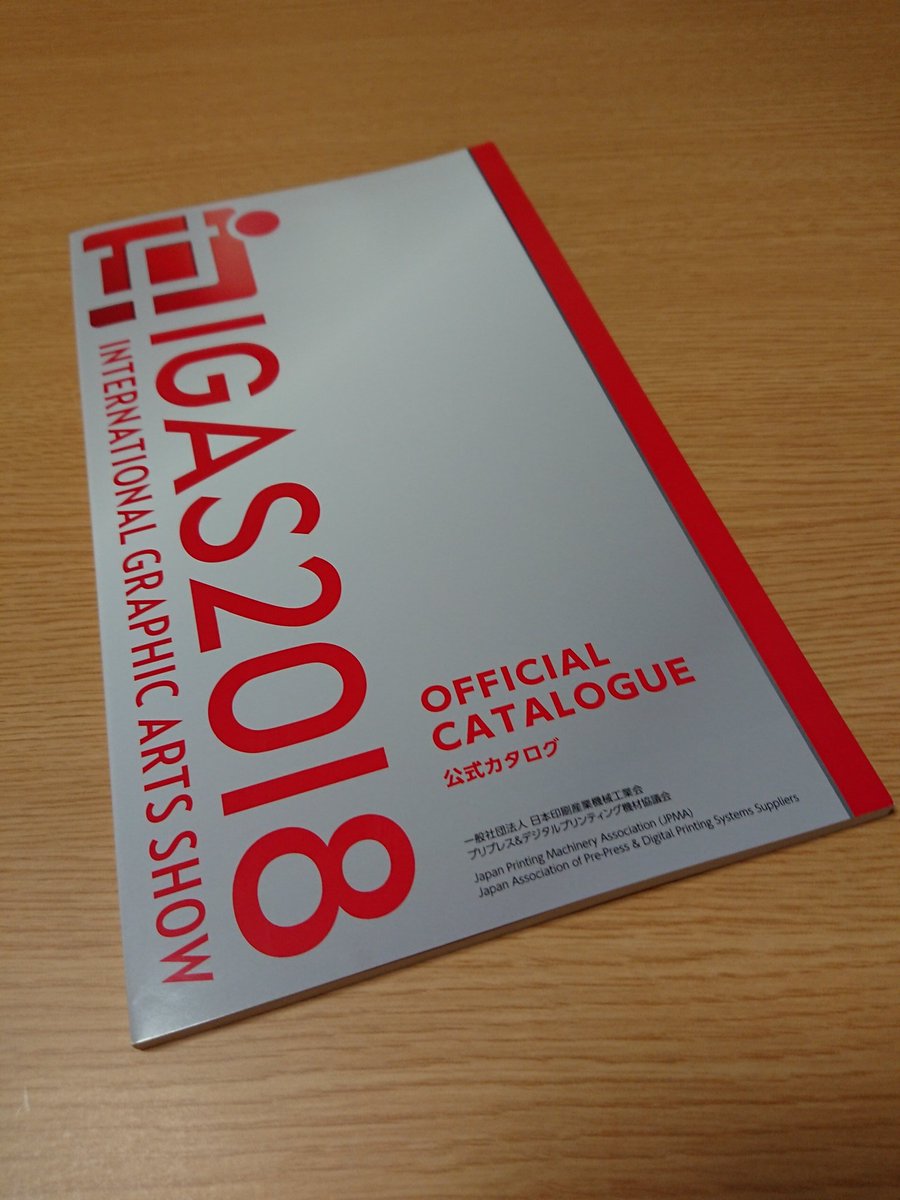 IGAS2018
INTERNATIONAL GRAPHIC ARTS SHOW
OFFICIAL
CATALOGUE
公式カタログ
一般社団法人 日本印刷産業機械工業会
プリプレス&デジタルプリンティング機材協議会
Japan Printing Machinery Association (JPMA)
Japan Association of Pre-Press & Digital Printing Systems Suppliers